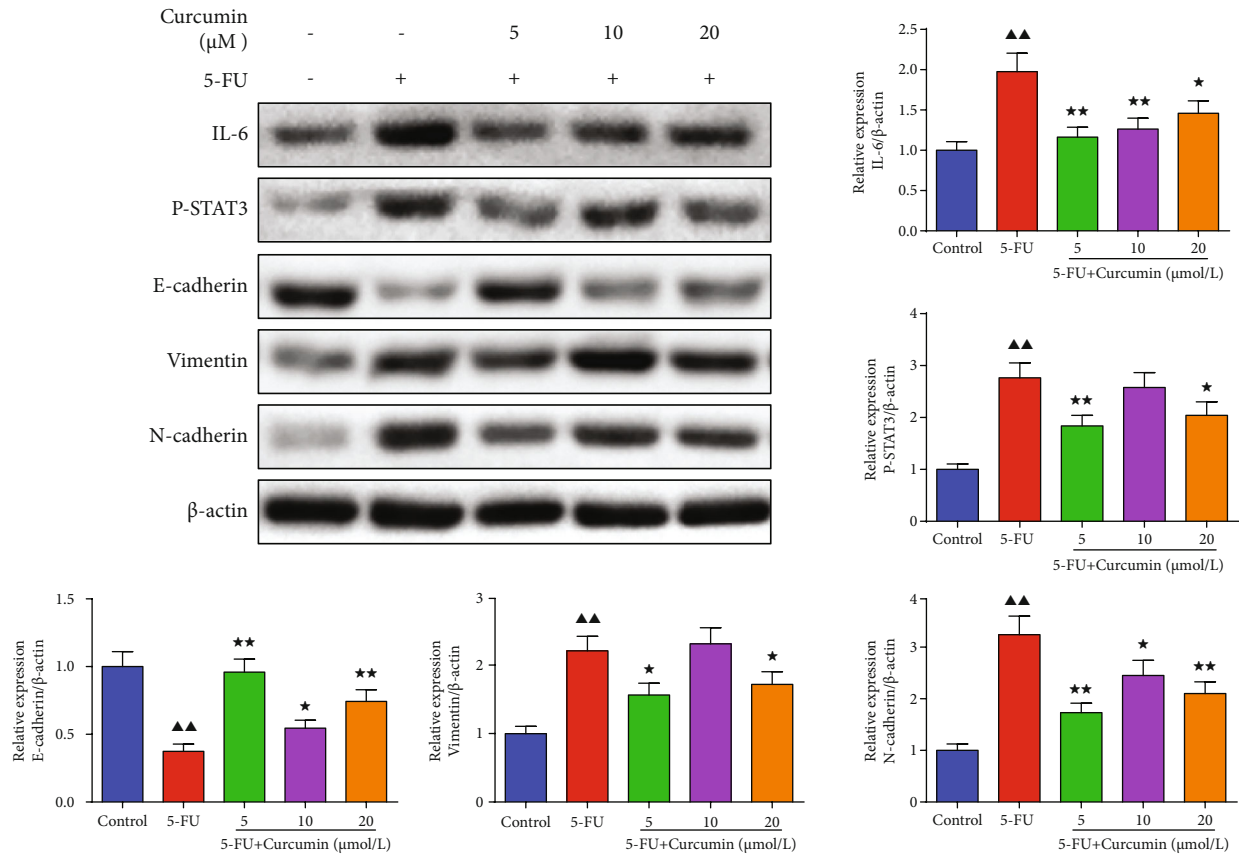 Curcumin
(μM )
- - 5 10 20
5-FU - + + + +
IL-6
P-STAT3
E-cadherin
Vimentin
N-cadherin
β-actin
Relative expression
IL-6/β-actin
2.5
2.0
1.5
1.0
0.5
0.0
▲▲
★★
★★
★
Control 5-FU 5 10 20
5-FU+Curcumin (μmol/L)
Relative expression
P-STAT3/β-actin
4
3
2
1
0
▲▲
★★
★
Control 5-FU 5 10 20
5-FU+Curcumin (μmol/L)
Relative expression
E-cadherin/β-actin
1.5
1.0
0.5
0.0
▲▲
★★
★
★★
Control 5-FU 5 10 20
5-FU+Curcumin (μmol/L)
Relative expression
Vimentin/β-actin
3
2
1
0
▲▲
★
★
Control 5-FU 5 10 20
5-FU+Curcumin (μmol/L)
Relative expression
N-cadherin/β-actin
4
3
2
1
0
▲▲
★★
★
★★
Control 5-FU 5 10 20
5-FU+Curcumin (μmol/L)